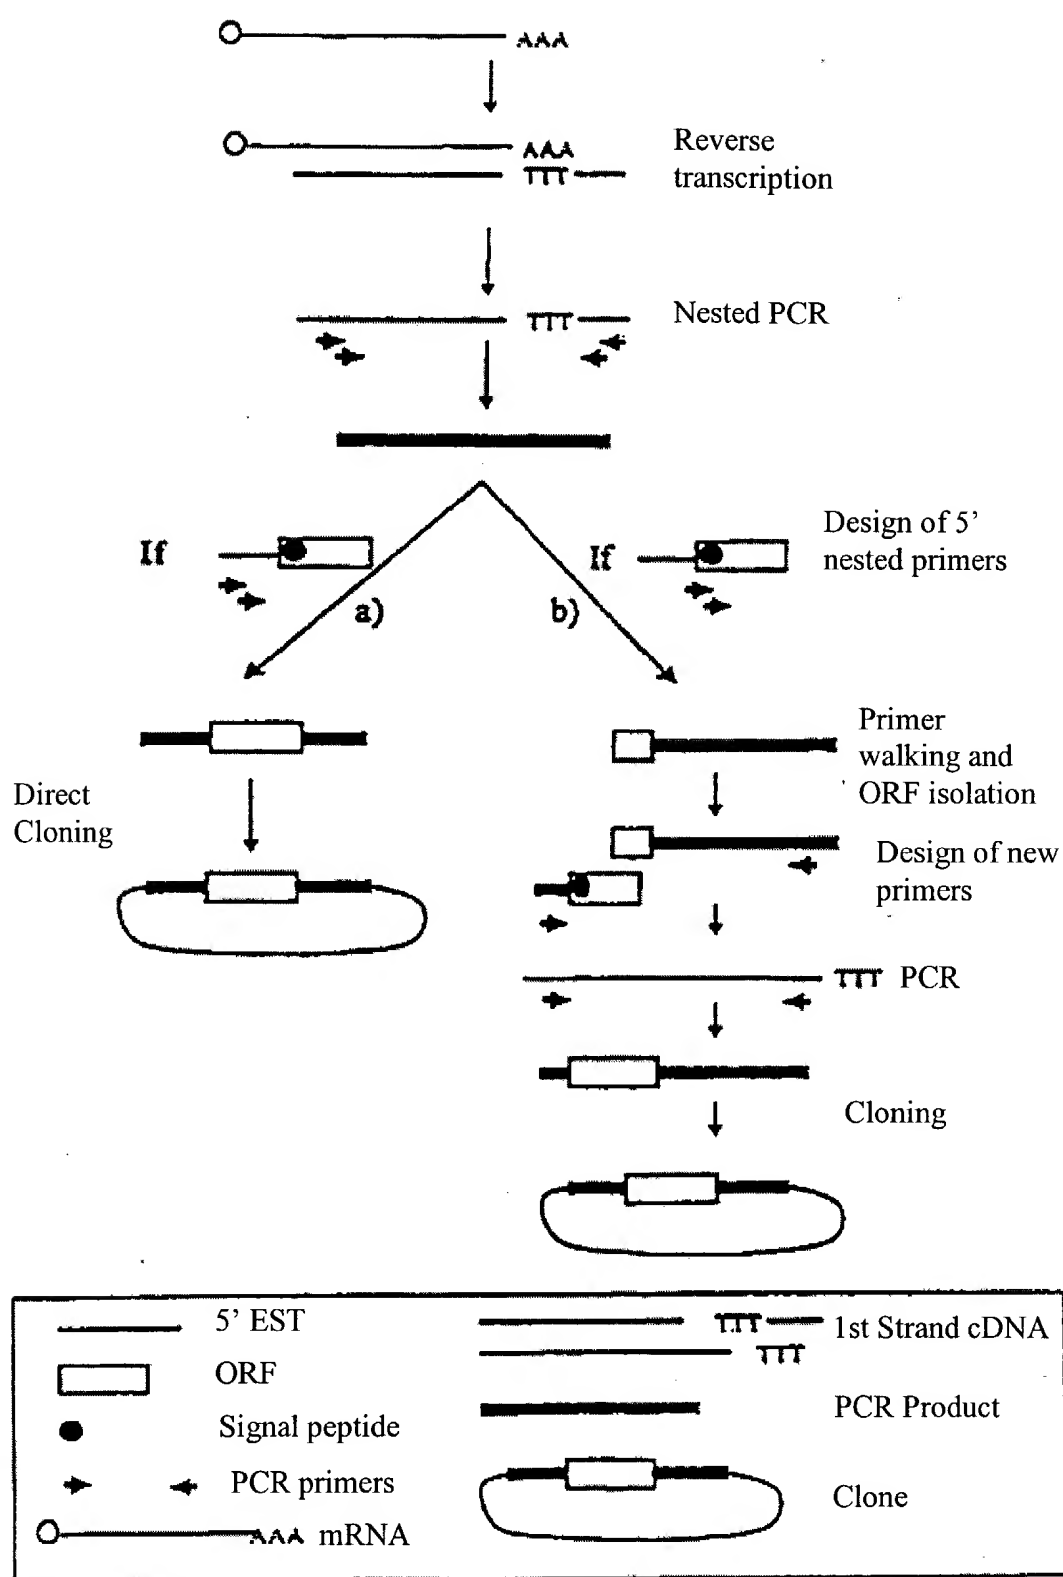 AAA
AAA
TTT
Reverse
transcription
TTT
Nested PCR
If
a)
If
b)
Design of 5’
nested primers
Direct
Cloning
Primer
walking and
ORF isolation
Design of new
primers
TTT PCR
Cloning
5’ EST
ORF
Signal peptide
PCR primers
AAA mRNA
TTT 1st Strand cDNA
TTT
PCR Product
Clone